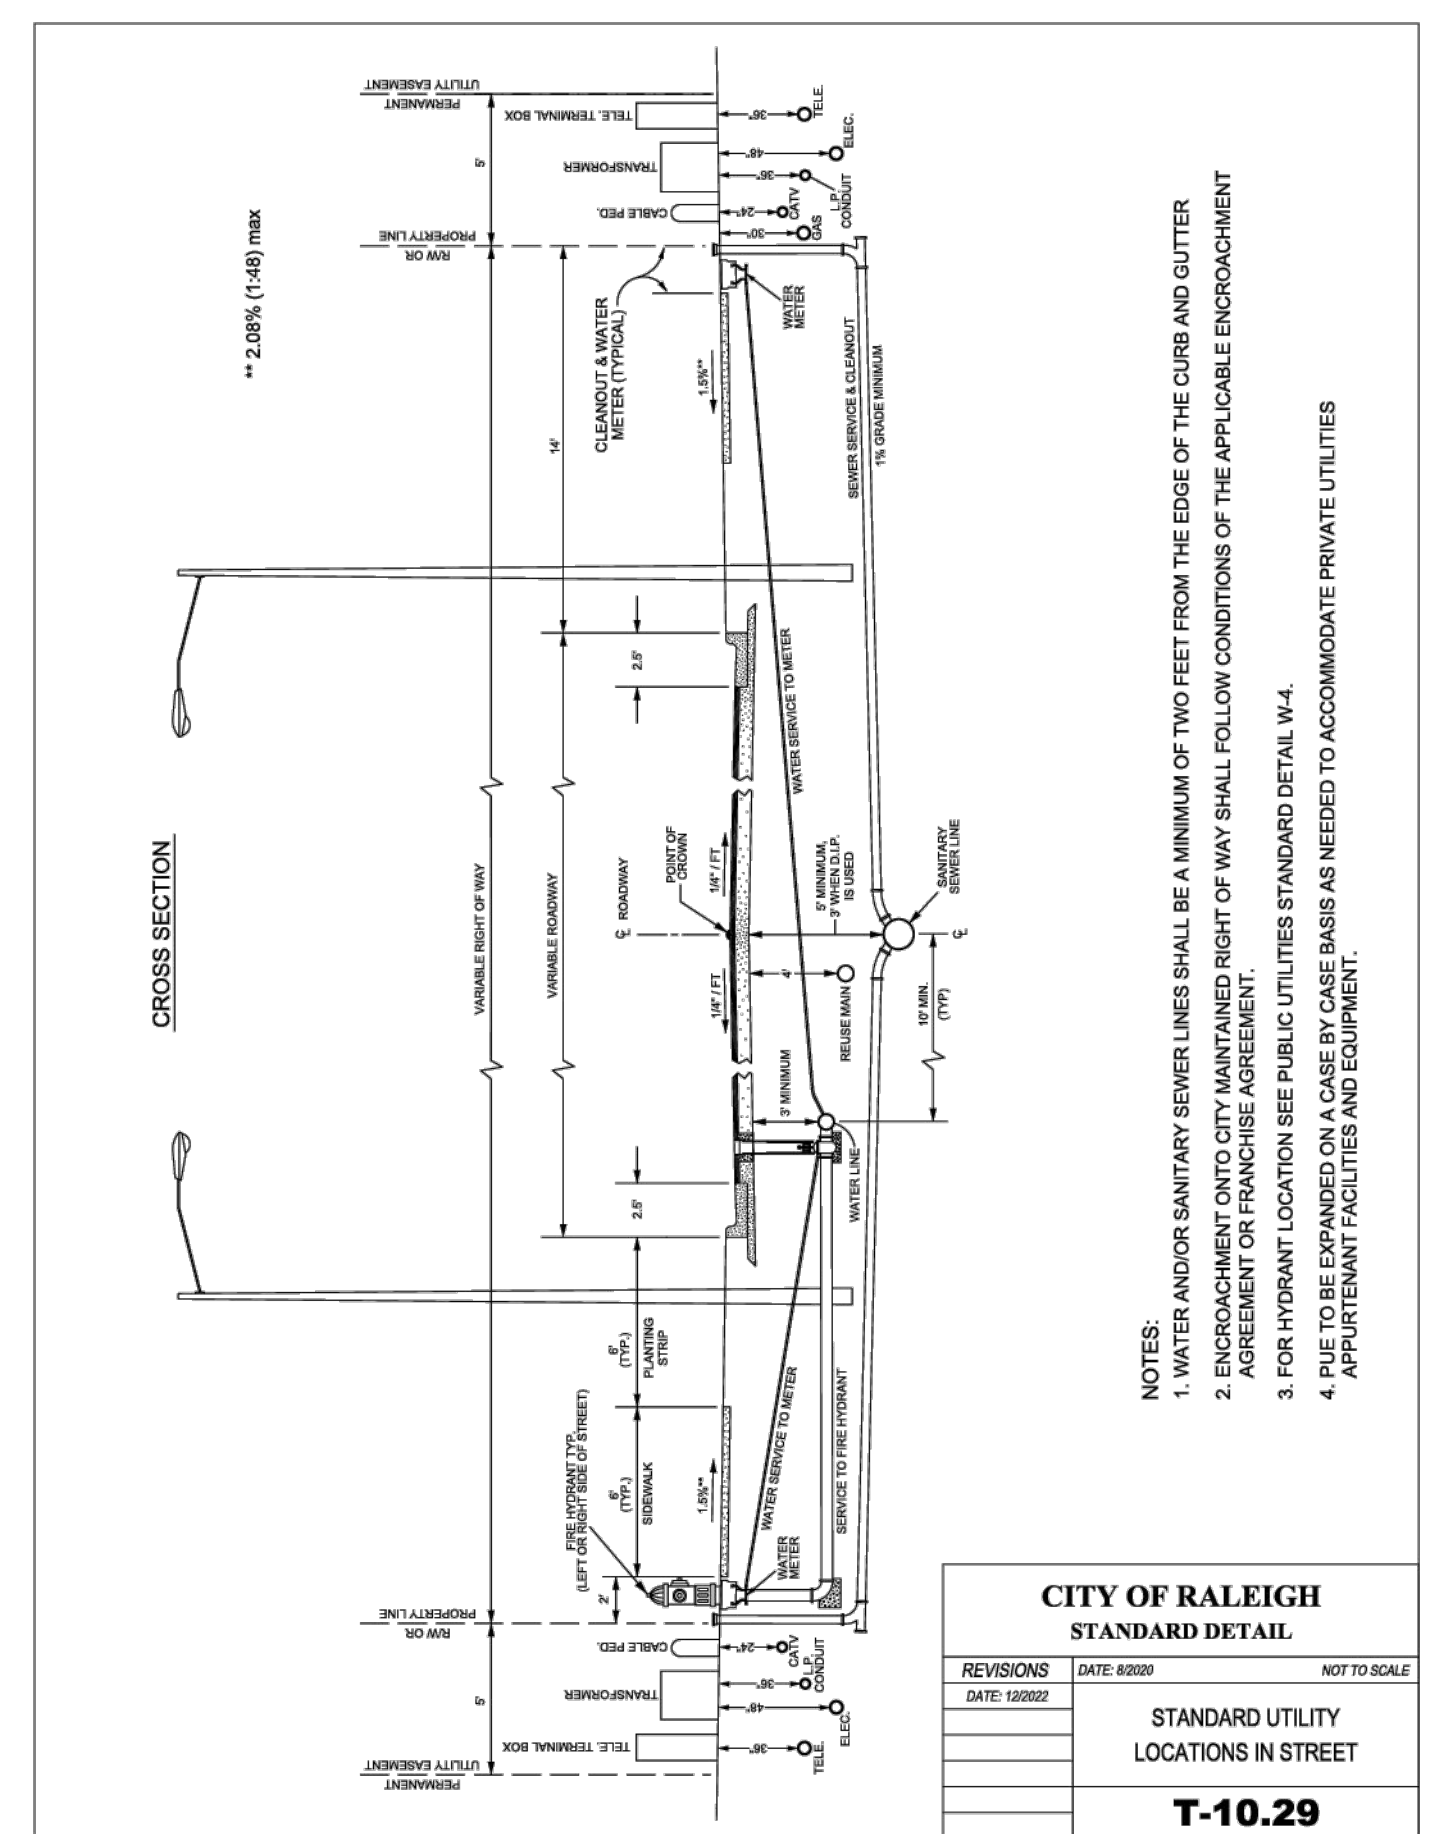 CROSS SECTION
** 2.08% (1:48) max
PERMANENT
UTILITY EASEMENT
R/W OR
PROPERTY LINE
R/W OR
PROPERTY LINE
PERMANENT
UTILITY EASEMENT
5'
VARIABLE RIGHT OF WAY
5'
VARIABLE ROADWAY
14'
TELE. TERMINAL BOX
TRANSFORMER
CABLE PED.
2'
FIRE HYDRANT TYP.
(LEFT OR RIGHT SIDE OF STREET)
6'
(TYP.)
SIDEWALK
6'
(TYP.)
PLANTING
STRIP
2.5'
℄ ROADWAY
POINT OF
CROWN
2.5'
CLEANOUT & WATER
METER (TYPICAL)
CABLE PED.
TRANSFORMER
TELE. TERMINAL BOX
1.5%**
1/4" / FT
1/4" / FT
1.5%**
36"
48"
36"
24"
TELE.
ELEC.
L.P.
CONDUIT
CATV
WATER
METER
WATER SERVICE TO METER
SERVICE TO FIRE HYDRANT
WATER LINE
3' MINIMUM
REUSE MAIN
4'
5' MINIMUM,
3' WHEN D.I.P.
IS USED
10' MIN.
(TYP)
℄
SANITARY
SEWER LINE
WATER SERVICE TO METER
SEWER SERVICE & CLEANOUT
1% GRADE MINIMUM
WATER
METER
30"
24"
36"
48"
36"
GAS
CATV
L.P.
CONDUIT
ELEC.
TELE.
NOTES:
1. WATER AND/OR SANITARY SEWER LINES SHALL BE A MINIMUM OF TWO FEET FROM THE EDGE OF THE CURB AND GUTTER
2. ENCROACHMENT ONTO CITY MAINTAINED RIGHT OF WAY SHALL FOLLOW CONDITIONS OF THE APPLICABLE ENCROACHMENT
AGREEMENT OR FRANCHISE AGREEMENT.
3. FOR HYDRANT LOCATION SEE PUBLIC UTILITIES STANDARD DETAIL W-4.
4. PUE TO BE EXPANDED ON A CASE BY CASE BASIS AS NEEDED TO ACCOMMODATE PRIVATE UTILITIES
APPURTENANT FACILITIES AND EQUIPMENT.
CITY OF RALEIGH
STANDARD DETAIL
REVISIONS
DATE: 8/2020
NOT TO SCALE
DATE: 12/2022
STANDARD UTILITY
LOCATIONS IN STREET
T-10.29